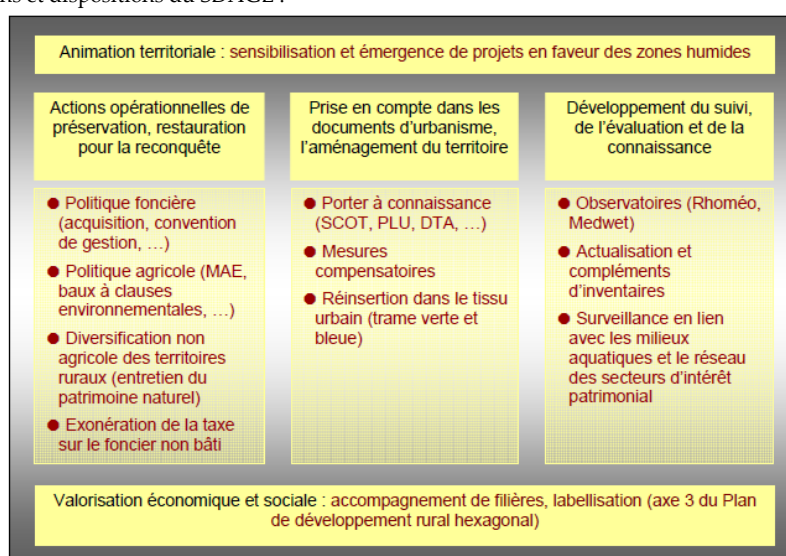 ns et dispositions du SDAGE :
Animation territoriale : sensibilisation et émergence de projets en faveur des zones humides
Actions opérationnelles de
préservation, restauration
pour la reconquête
● Politique foncière
(acquisition, convention
de gestion, …)
● Politique agricole (MAE,
baux à clauses
environnementales, …)
● Diversification non
agricole des territoires
ruraux (entretien du
patrimoine naturel)
● Exonération de la taxe
sur le foncier non bâti
Prise en compte dans les
documents d'urbanisme,
l'aménagement du territoire
● Porter à connaissance
(SCOT, PLU, DTA, …)
● Mesures
compensatoires
● Réinsertion dans le tissu
urbain (trame verte et
bleue)
Développement du suivi,
de l'évaluation et de la
connaissance
● Observatoires (Rhoméo,
Medwet)
● Actualisation et
compléments
d'inventaires
● Surveillance en lien
avec les milieux
aquatiques et le réseau
des secteurs d'intérêt
patrimonial
Valorisation économique et sociale : accompagnement de filières, labellisation (axe 3 du Plan
de développement rural hexagonal)